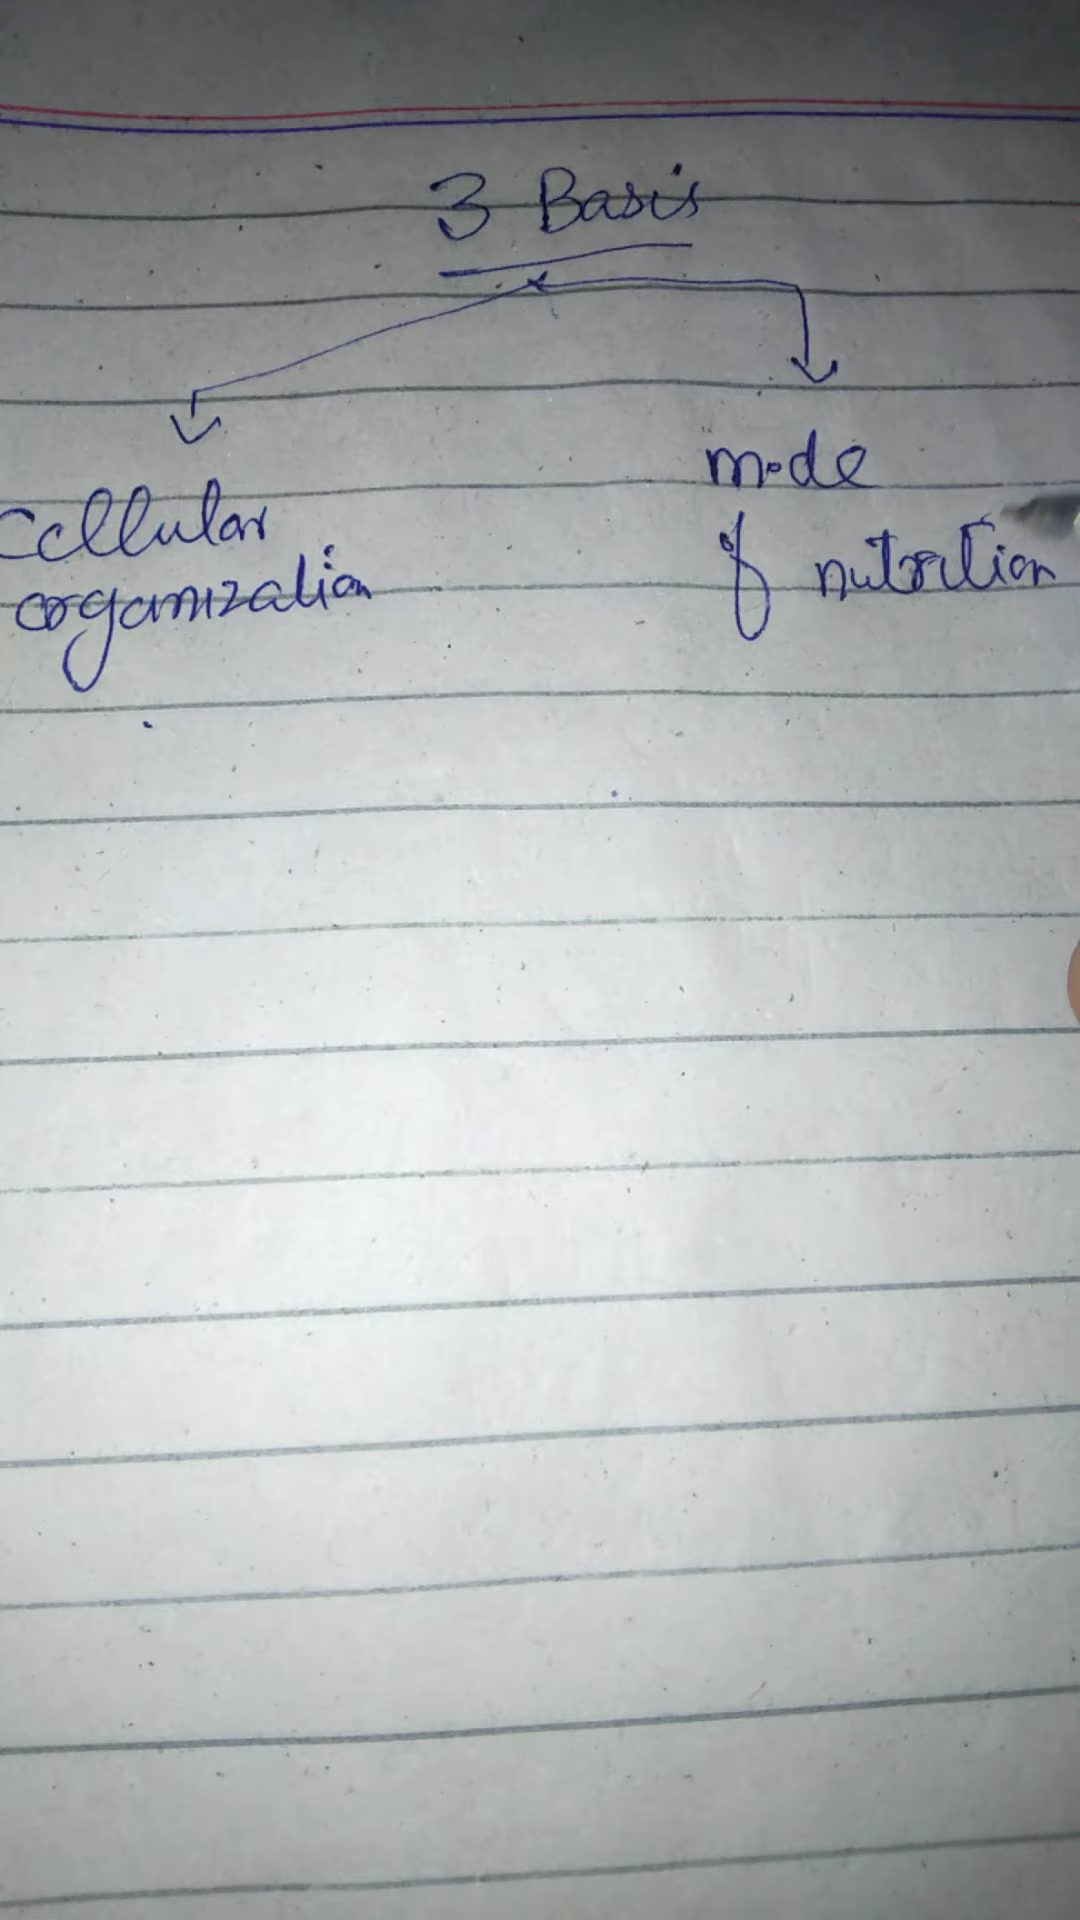 3 Basis
cellular
organization
mode
of nutrition